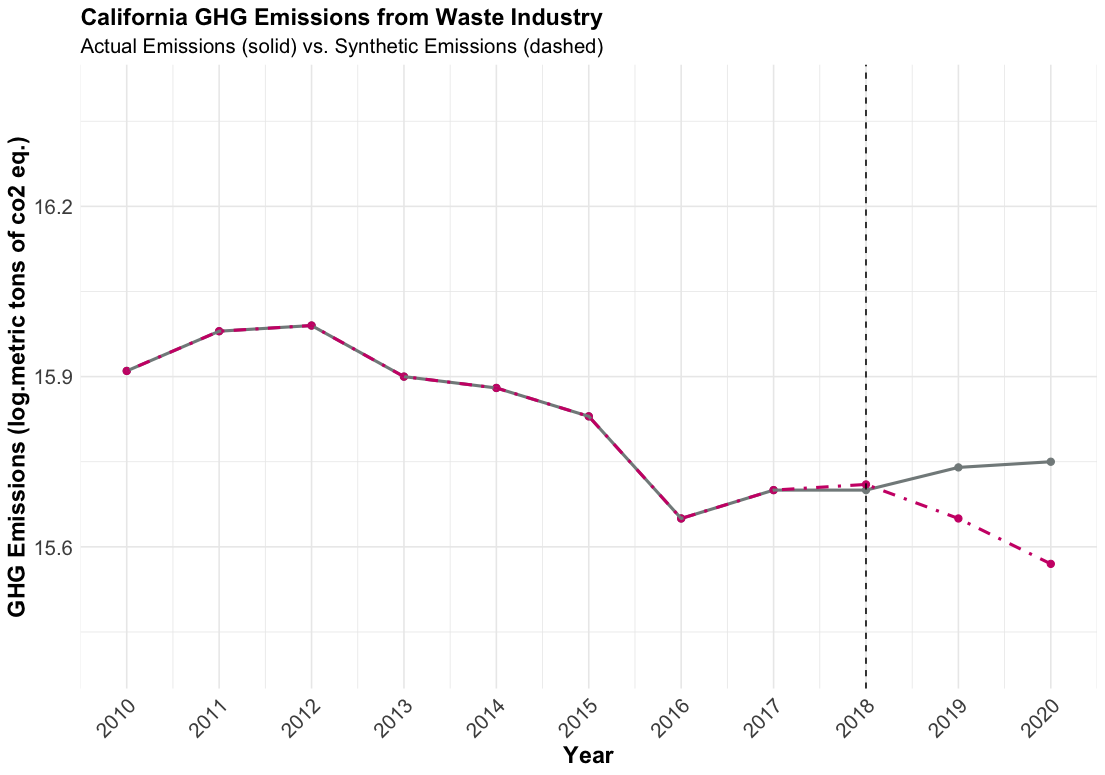 California GHG Emissions from Waste Industry
Actual Emissions (solid) vs. Synthetic Emissions (dashed)
GHG Emissions (log.metric tons of co2 eq.)
16.2
15.9
15.6
2010 2011 2012 2013 2014 2015 2016 2017 2018 2019 2020
Year